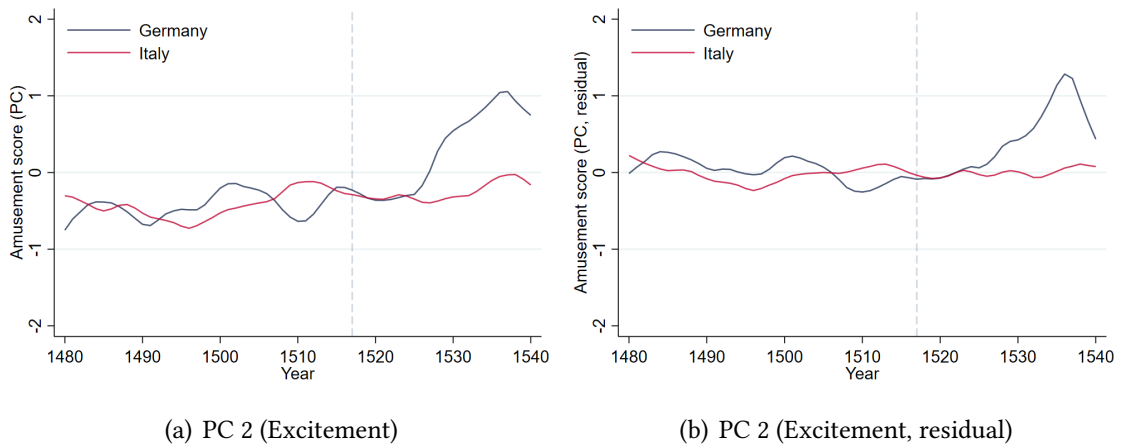 Amusement score (PC)
2
1
0
-1
-2
Germany
Italy
1480 1490 1500 1510 1520 1530 1540
Year
(a) PC 2 (Excitement)
Amusement score (PC, residual)
2
1
0
-1
-2
Germany
Italy
1480 1490 1500 1510 1520 1530 1540
Year
(b) PC 2 (Excitement, residual)